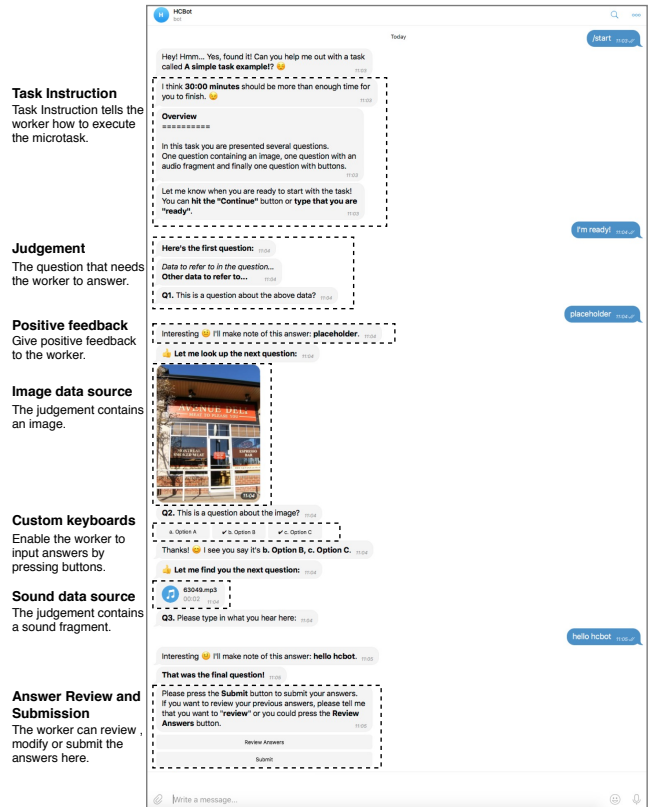 HCBot
bot
Today
/start 11:03
Hey! Hmm... Yes, found it! Can you help me out with a task
called A simple task example!? 😏
11:03
Task Instruction
Task Instruction tells the
worker how to execute
the microtask.
I think 30:00 minutes should be more than enough time for
you to finish. 😏
11:03
Overview
==========
In this task you are presented several questions.
One question containing an image, one question with an
audio fragment and finally one question with buttons.
11:03
Let me know when you are ready to start with the task!
You can hit the "Continue" button or type that you are
"ready".
11:03
I'm ready! 11:04
Judgement
The question that needs
the worker to answer.
Here's the first question: 11:04
Data to refer to in the question...
Other data to refer to... 11:04
Q1. This is a question about the above data? 11:04
placeholder 11:04
Positive feedback
Give positive feedback
to the worker.
Interesting 😃 I'll make note of this answer: placeholder. 11:04
👍 Let me look up the next question: 11:04
Image data source
The judgement contains
an image.
AVENUE DELI
11:04
Q2. This is a question about the image? 11:04
Custom keyboards
Enable the worker to
input answers by
pressing buttons.
a. Option A ✔ b. Option B ✔ c. Option C
Thanks! 😃 I see you say it's b. Option B, c. Option C. 11:04
👍 Let me find you the next question: 11:04
Sound data source
The judgement contains
a sound fragment.
63049.mp3
00:02 11:04
Q3. Please type in what you hear here: 11:04
hello hcbot 11:05
Interesting 😃 I'll make note of this answer: hello hcbot. 11:05
That was the final question! 11:05
Answer Review and
Submission
The worker can review ,
modify or submit the
answers here.
Please press the Submit button to submit your answers.
If you want to review your previous answers, please tell me
that you want to "review" or you could press the Review
Answers button.
11:05
Review Answers
Submit
Write a message...